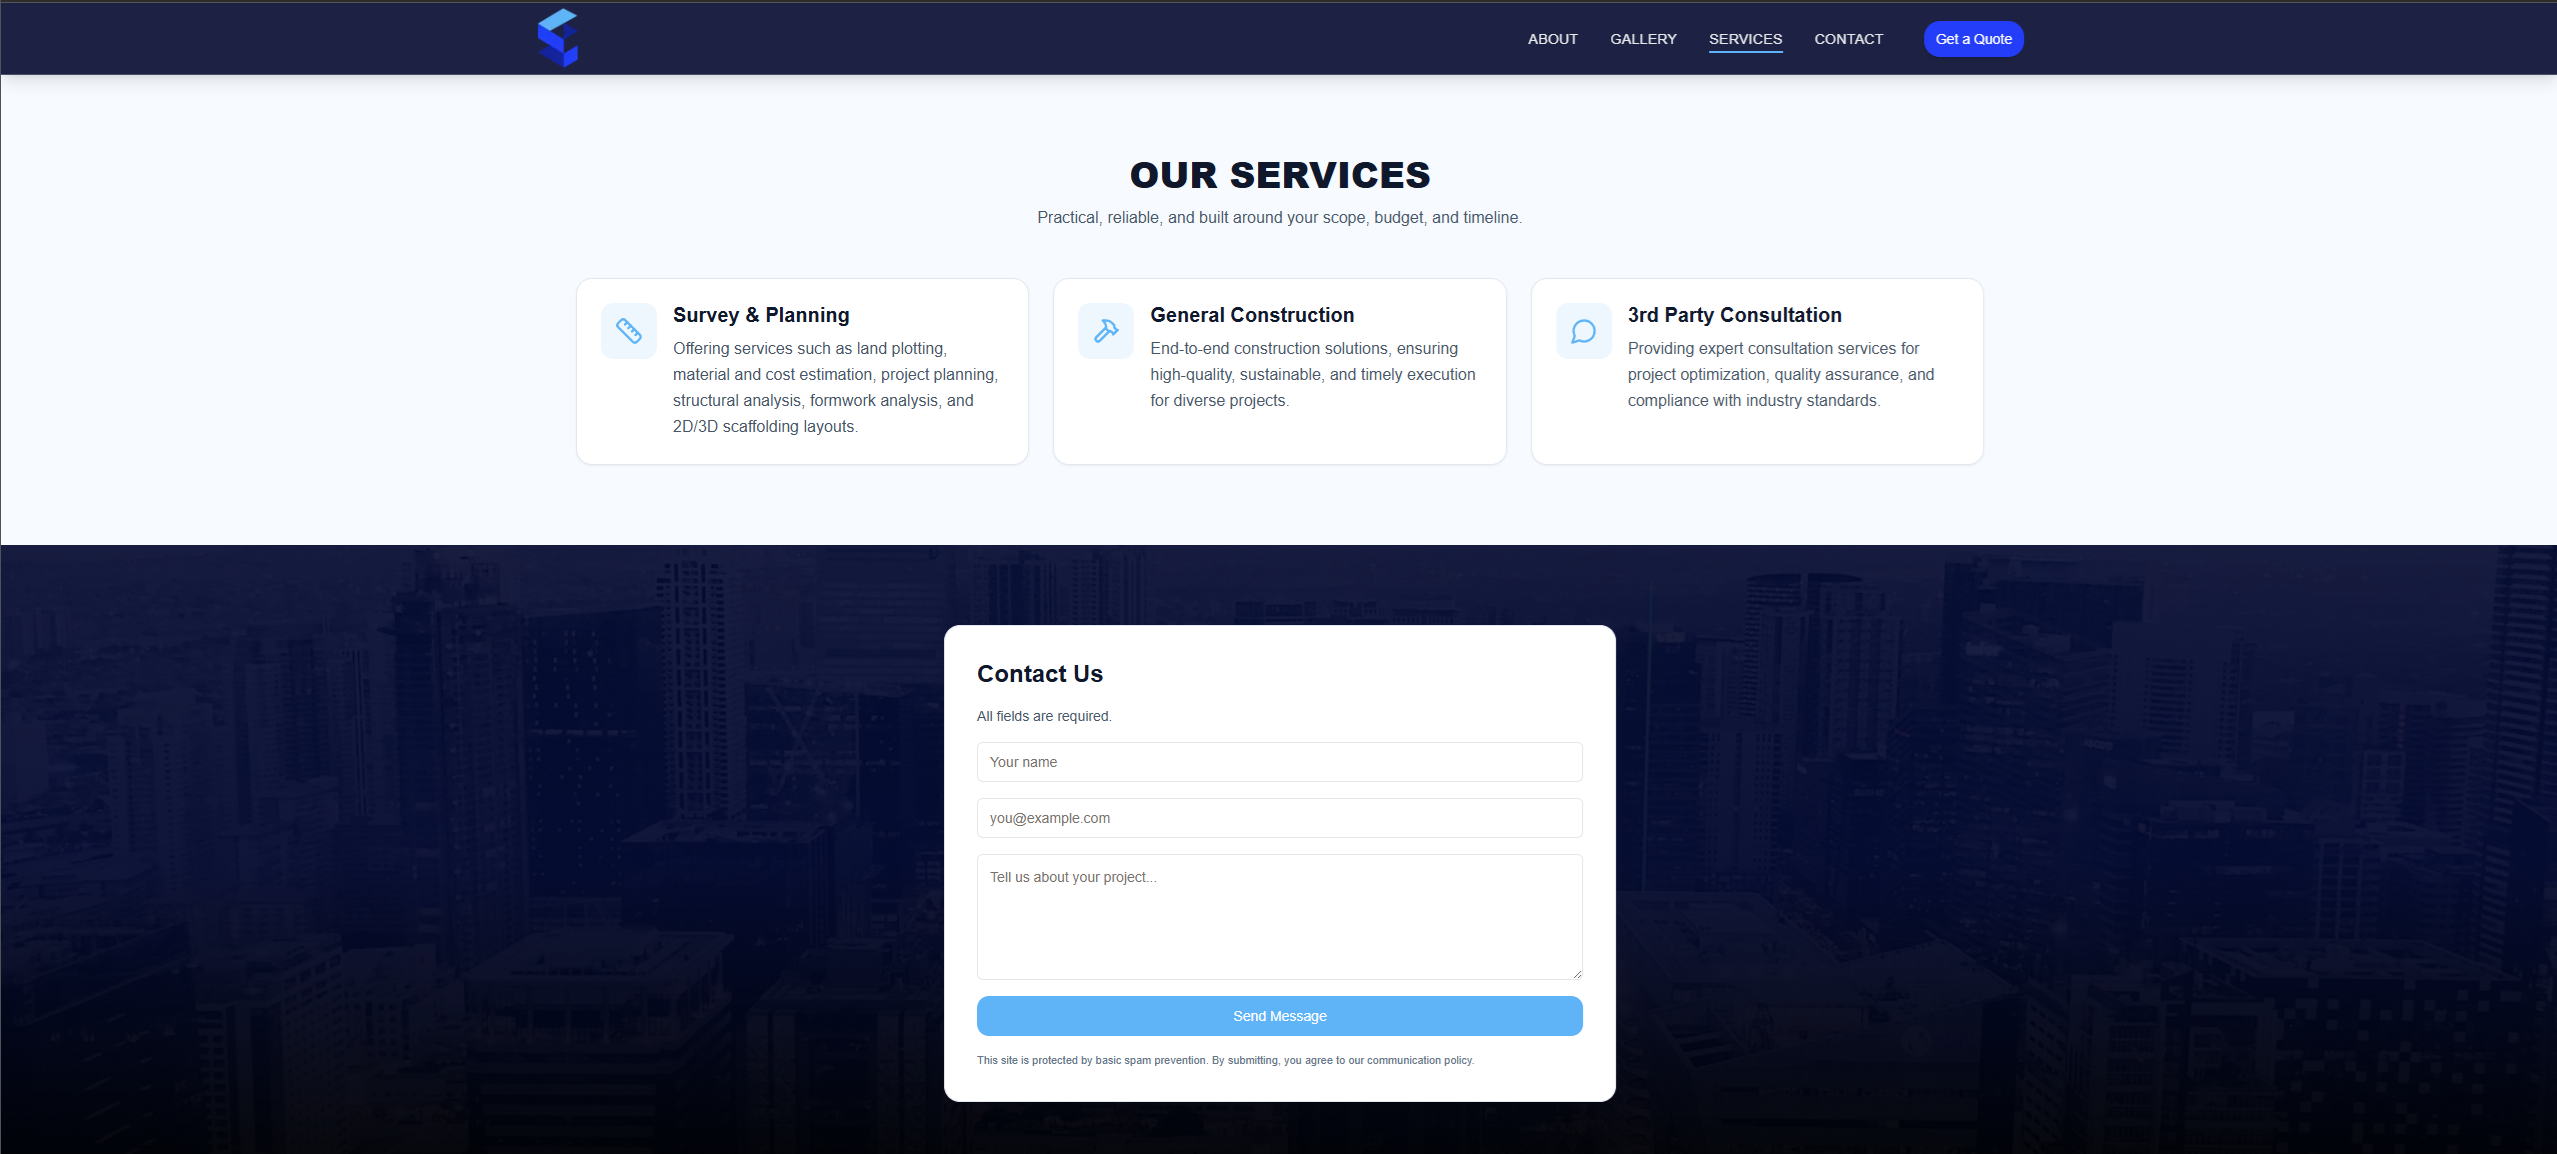 ABOUT GALLERY SERVICES CONTACT Get a Quote
OUR SERVICES
Practical, reliable, and built around your scope, budget, and timeline.
Survey & Planning
Offering services such as land plotting,
material and cost estimation, project planning,
structural analysis, formwork analysis, and
2D/3D scaffolding layouts.
General Construction
End-to-end construction solutions, ensuring
high-quality, sustainable, and timely execution
for diverse projects.
3rd Party Consultation
Providing expert consultation services for
project optimization, quality assurance, and
compliance with industry standards.
Contact Us
All fields are required.
Your name
you@example.com
Tell us about your project...
Send Message
This site is protected by basic spam prevention. By submitting, you agree to our communication policy.